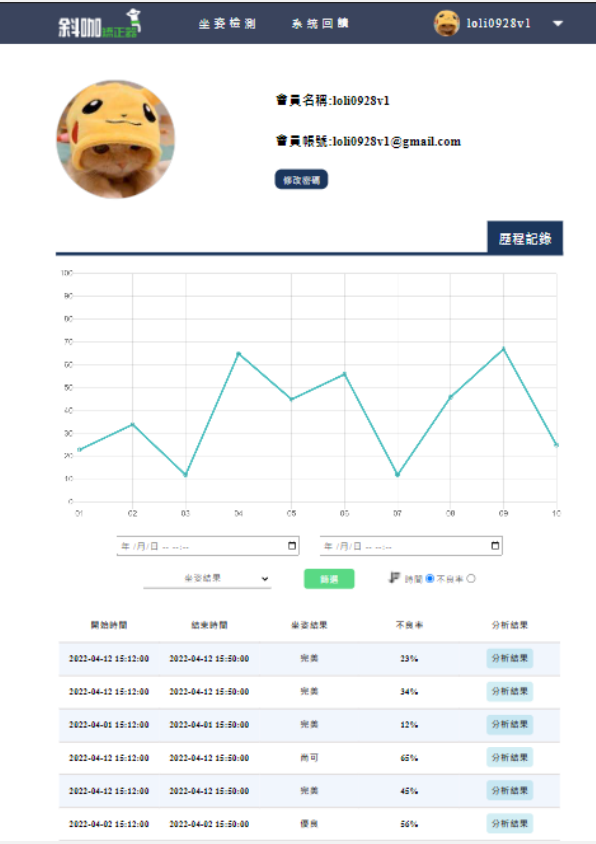 斜咖矯正器 坐姿檢測 系統回饋 loli0928v1
會員名稱:loli0928v1
會員帳號:loli0928v1@gmail.com
修改密碼
歷程記錄
100
90
80
70
60
50
40
30
20
10
0
01 02 03 04 05 06 07 08 09 10
年 /月/日 -- --:-- 年 /月/日 -- --:--
坐姿結果 篩選 時間 不良率
開始時間 結束時間 坐姿結果 不良率 分析結果
2022-04-12 15:12:00 2022-04-12 15:50:00 完美 23% 分析結果
2022-04-12 15:12:00 2022-04-12 15:50:00 完美 34% 分析結果
2022-04-01 15:12:00 2022-04-01 15:50:00 完美 12% 分析結果
2022-04-12 15:12:00 2022-04-12 15:50:00 尚可 65% 分析結果
2022-04-12 15:12:00 2022-04-12 15:50:00 完美 45% 分析結果
2022-04-02 15:12:00 2022-04-02 15:50:00 優良 56% 分析結果